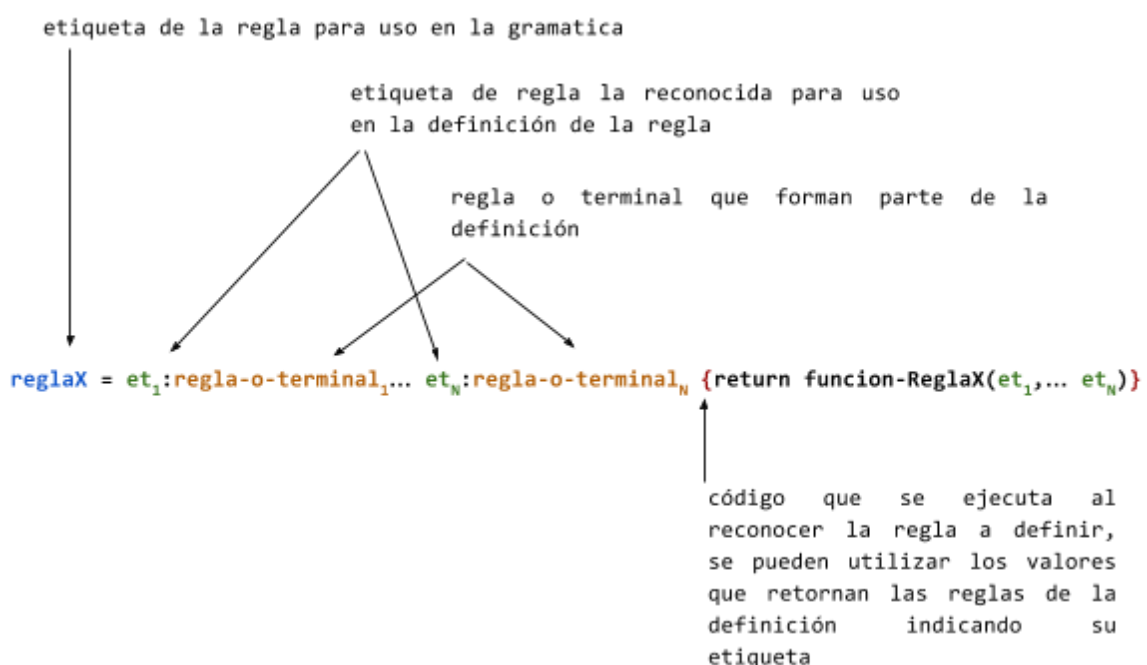 etiqueta de la regla para uso en la gramatica
etiqueta de regla la reconocida para uso
en la definición de la regla
regla o terminal que forman parte de la
definición
reglaX = et₁:regla-o-terminal₁... et_N:regla-o-terminal_N {return funcion-ReglaX(et₁,... et_N)}
código que se ejecuta al
reconocer la regla a definir,
se pueden utilizar los valores
que retornan las reglas de la
definición indicando su
etiqueta